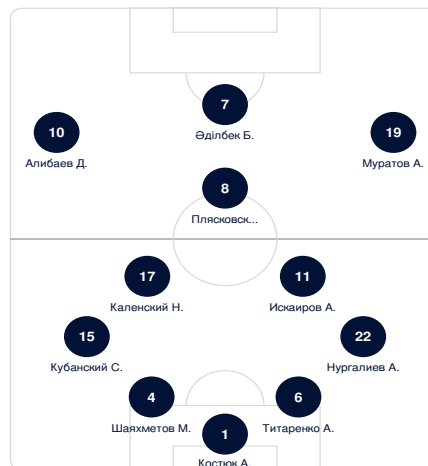 7
Әділбек Б.
10
Алибаев Д.
19
Муратов А.
8
Плясковск...
17
Каленский Н.
11
Искаиров А.
15
Кубанский С.
22
Нургалиев А.
4
Шаяхметов М.
6
Титаренко А.
1
Костюк А